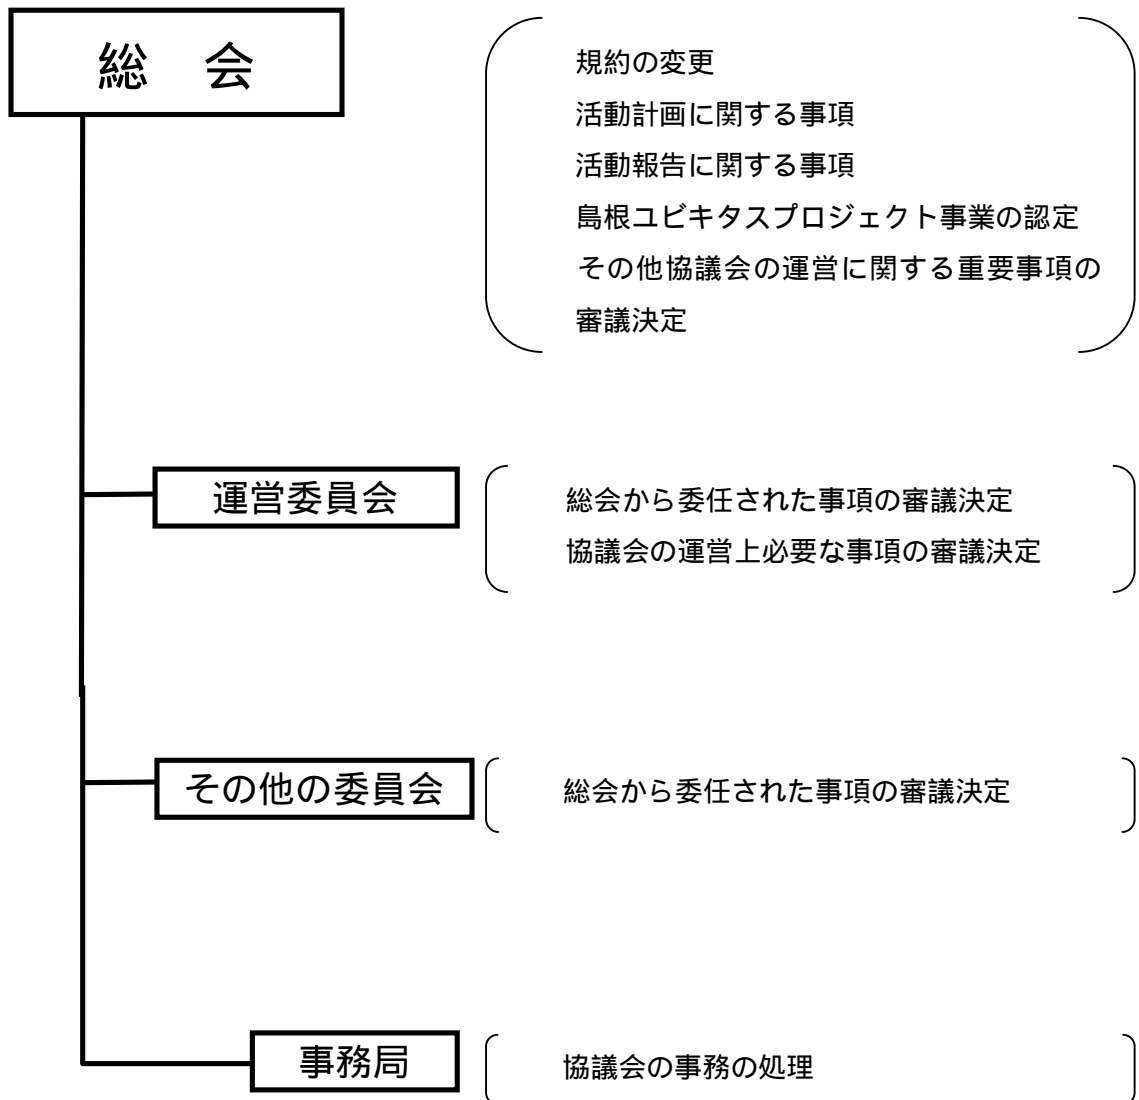 総　会
規約の変更
活動計画に関する事項
活動報告に関する事項
島根ユビキタスプロジェクト事業の認定
その他協議会の運営に関する重要事項の
審議決定
運営委員会
総会から委任された事項の審議決定
協議会の運営上必要な事項の審議決定
その他の委員会
総会から委任された事項の審議決定
事務局
協議会の事務の処理